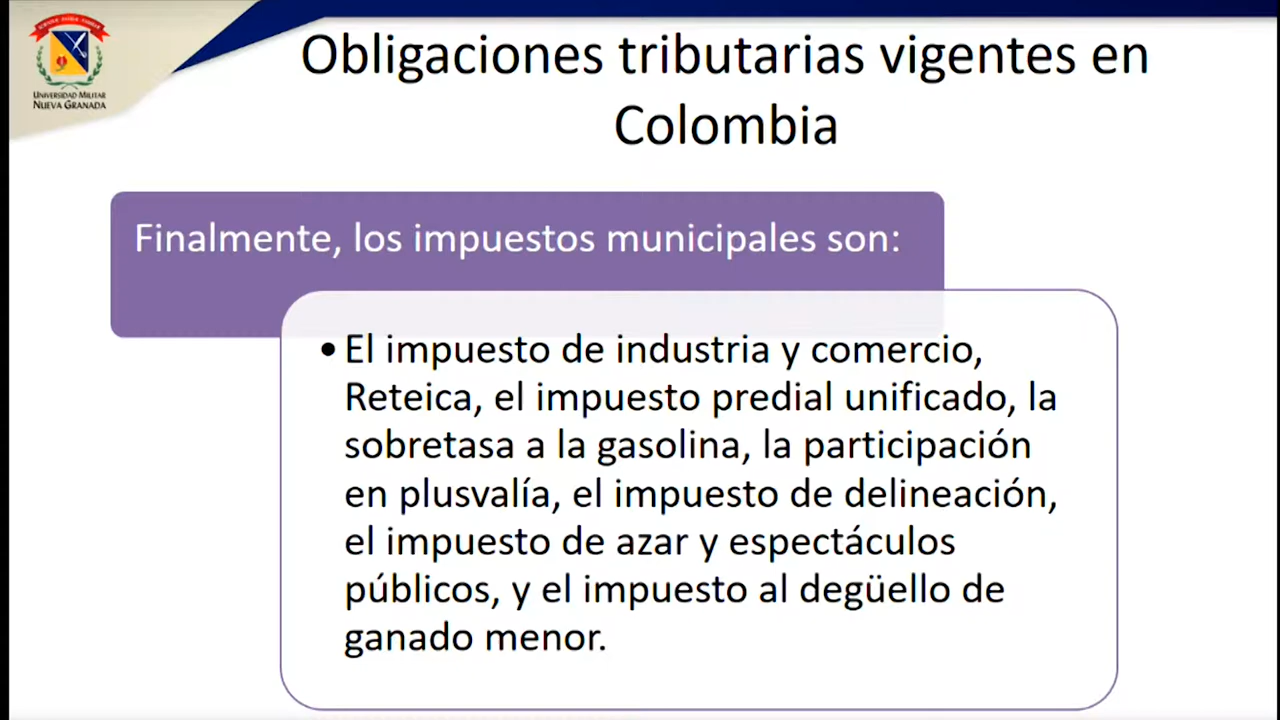 UNIVERSIDAD MILITAR
NUEVA GRANADA
Obligaciones tributarias vigentes en
Colombia
Finalmente, los impuestos municipales son:
•El impuesto de industria y comercio,
Reteica, el impuesto predial unificado, la
sobretasa a la gasolina, la participación
en plusvalía, el impuesto de delineación,
el impuesto de azar y espectáculos
públicos, y el impuesto al degüello de
ganado menor.